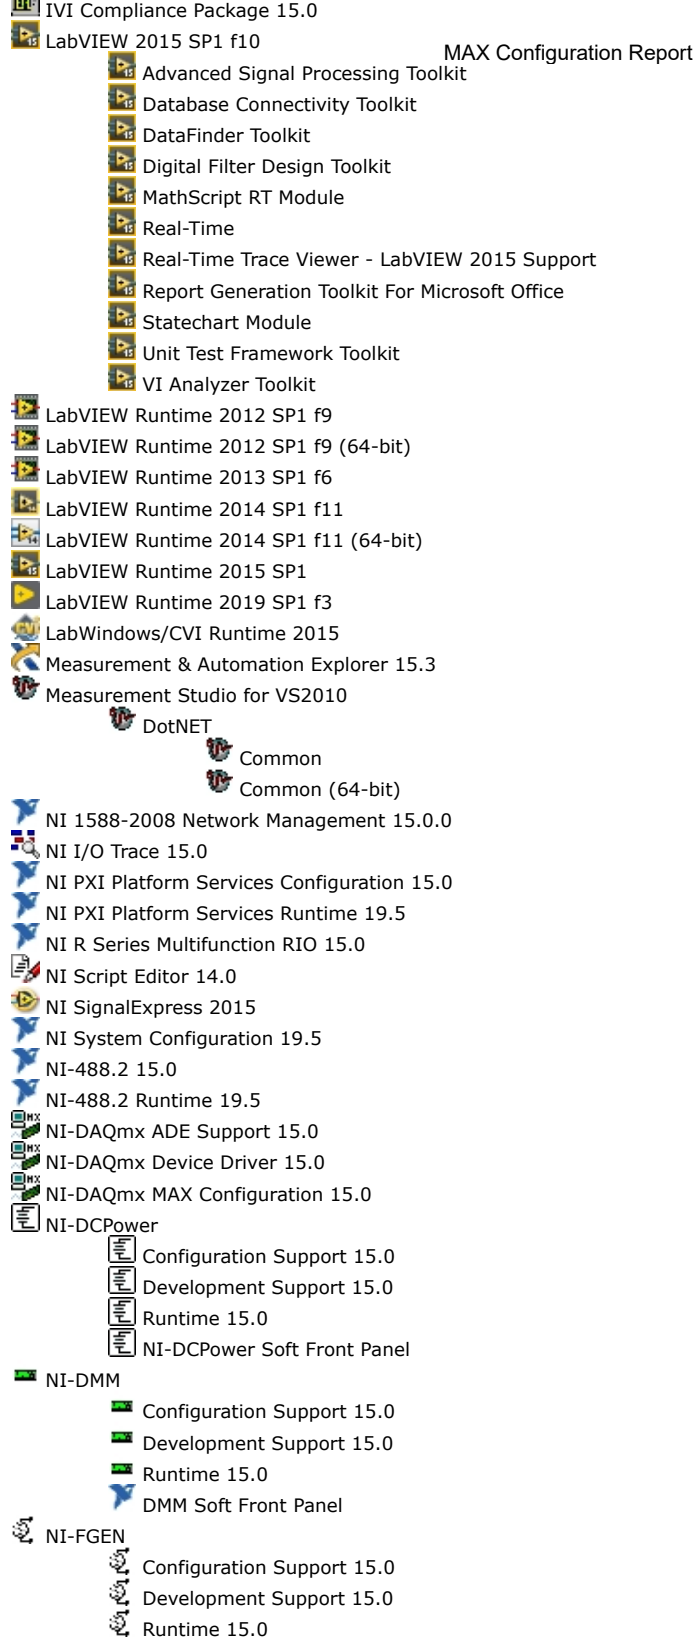 IVI Compliance Package 15.0
LabVIEW 2015 SP1 f10
MAX Configuration Report
Advanced Signal Processing Toolkit
Database Connectivity Toolkit
DataFinder Toolkit
Digital Filter Design Toolkit
MathScript RT Module
Real-Time
Real-Time Trace Viewer - LabVIEW 2015 Support
Report Generation Toolkit For Microsoft Office
Statechart Module
Unit Test Framework Toolkit
VI Analyzer Toolkit
LabVIEW Runtime 2012 SP1 f9
LabVIEW Runtime 2012 SP1 f9 (64-bit)
LabVIEW Runtime 2013 SP1 f6
LabVIEW Runtime 2014 SP1 f11
LabVIEW Runtime 2014 SP1 f11 (64-bit)
LabVIEW Runtime 2015 SP1
LabVIEW Runtime 2019 SP1 f3
LabWindows/CVI Runtime 2015
Measurement & Automation Explorer 15.3
Measurement Studio for VS2010
DotNET
Common
Common (64-bit)
NI 1588-2008 Network Management 15.0.0
NI I/O Trace 15.0
NI PXI Platform Services Configuration 15.0
NI PXI Platform Services Runtime 19.5
NI R Series Multifunction RIO 15.0
NI Script Editor 14.0
NI SignalExpress 2015
NI System Configuration 19.5
NI-488.2 15.0
NI-488.2 Runtime 19.5
NI-DAQmx ADE Support 15.0
NI-DAQmx Device Driver 15.0
NI-DAQmx MAX Configuration 15.0
NI-DCPower
Configuration Support 15.0
Development Support 15.0
Runtime 15.0
NI-DCPower Soft Front Panel
NI-DMM
Configuration Support 15.0
Development Support 15.0
Runtime 15.0
DMM Soft Front Panel
NI-FGEN
Configuration Support 15.0
Development Support 15.0
Runtime 15.0